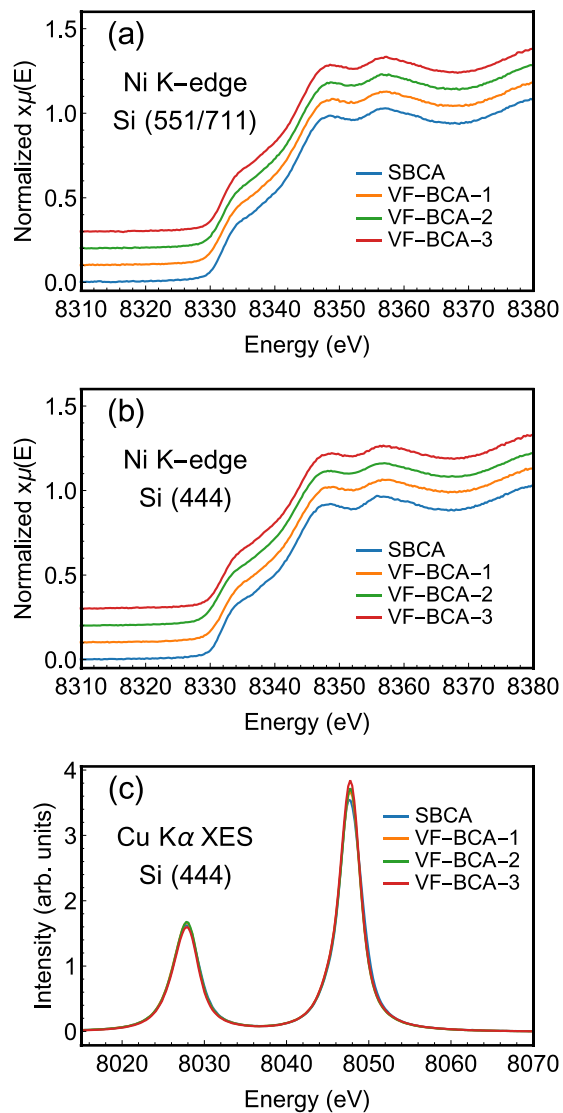 (a)
Ni K−edge
Si (551/711)
SBCA
VF−BCA−1
VF−BCA−2
VF−BCA−3
Normalized xμ(E)
1.5
1.0
0.5
0.0
8310 8320 8330 8340 8350 8360 8370 8380
Energy (eV)
(b)
Ni K−edge
Si (444)
SBCA
VF−BCA−1
VF−BCA−2
VF−BCA−3
Normalized xμ(E)
1.5
1.0
0.5
0.0
8310 8320 8330 8340 8350 8360 8370 8380
Energy (eV)
(c)
Cu Kα XES
Si (444)
SBCA
VF−BCA−1
VF−BCA−2
VF−BCA−3
Intensity (arb. units)
4
3
2
1
0
8020 8030 8040 8050 8060 8070
Energy (eV)